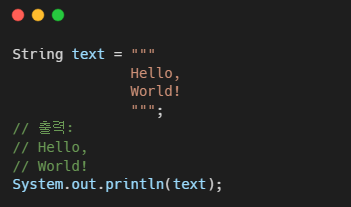 String text = """
              Hello,
              World!
              """;
// 출력:
// Hello,
// World!
System.out.println(text);